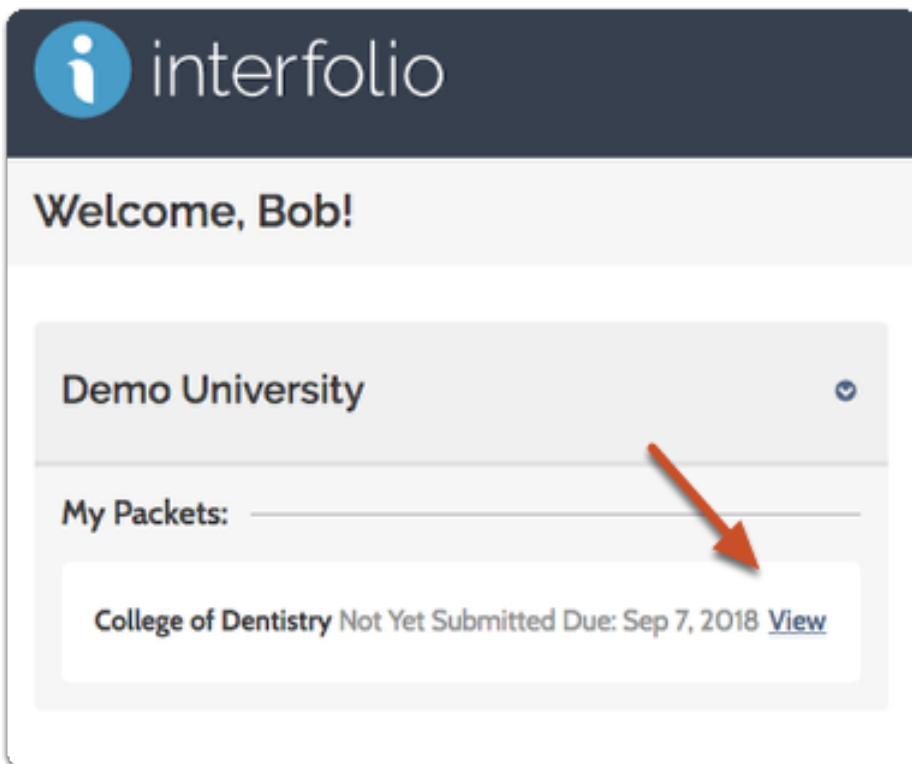 interfolio
Welcome, Bob!
Demo University
My Packets:
College of Dentistry Not Yet Submitted Due: Sep 7, 2018 View